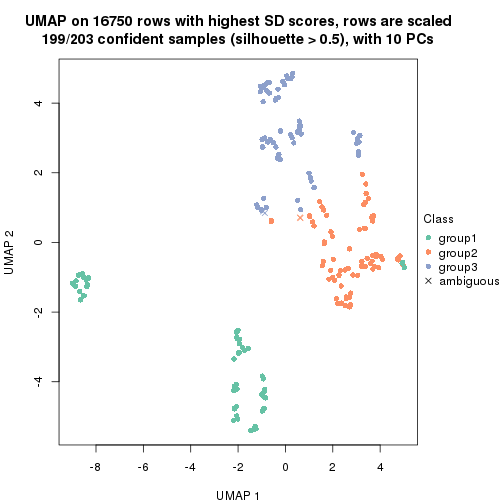 UMAP on 16750 rows with highest SD scores, rows are scaled
199/203 confident samples (silhouette > 0.5), with 10 PCs
4
2
0
-2
-4
UMAP 2
-8
-6
-4
-2
0
2
4
UMAP 1
Class
group1
group2
group3
ambiguous